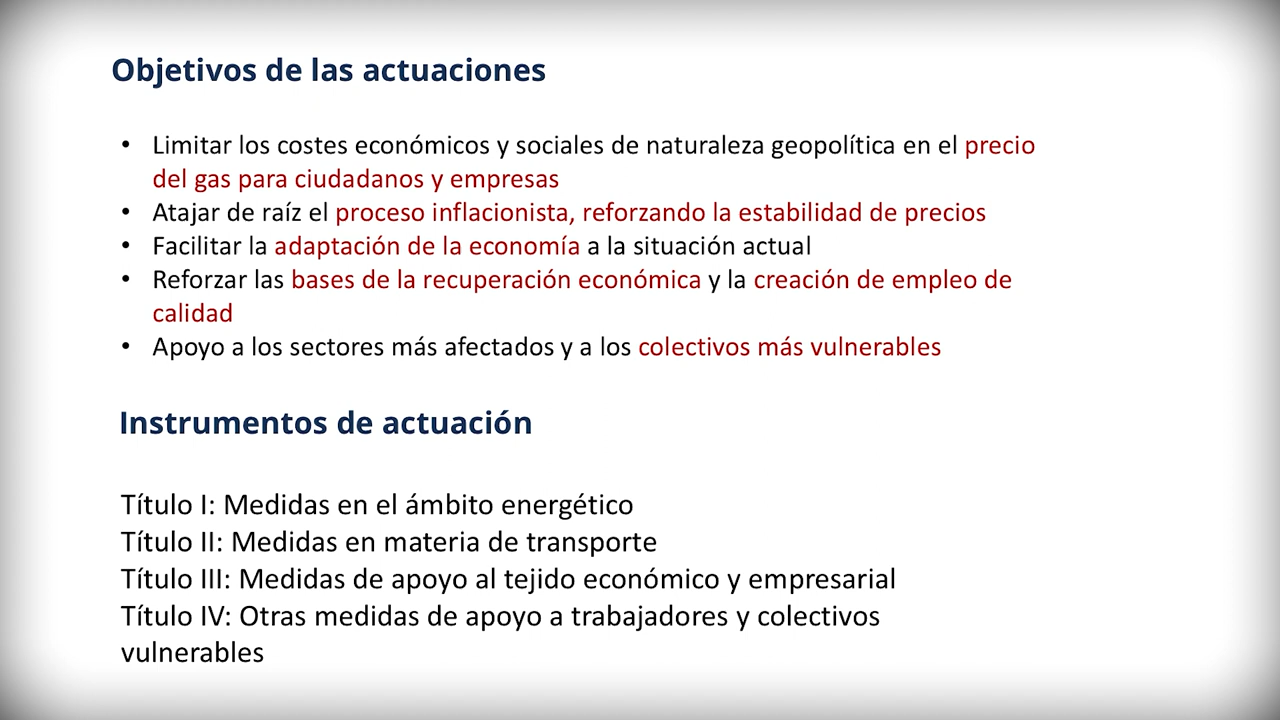 Objetivos de las actuaciones
• Limitar los costes económicos y sociales de naturaleza geopolítica en el precio
del gas para ciudadanos y empresas
• Atajar de raíz el proceso inflacionista, reforzando la estabilidad de precios
• Facilitar la adaptación de la economía a la situación actual
• Reforzar las bases de la recuperación económica y la creación de empleo de
calidad
• Apoyo a los sectores más afectados y a los colectivos más vulnerables
Instrumentos de actuación
Título I: Medidas en el ámbito energético
Título II: Medidas en materia de transporte
Título III: Medidas de apoyo al tejido económico y empresarial
Título IV: Otras medidas de apoyo a trabajadores y colectivos
vulnerables